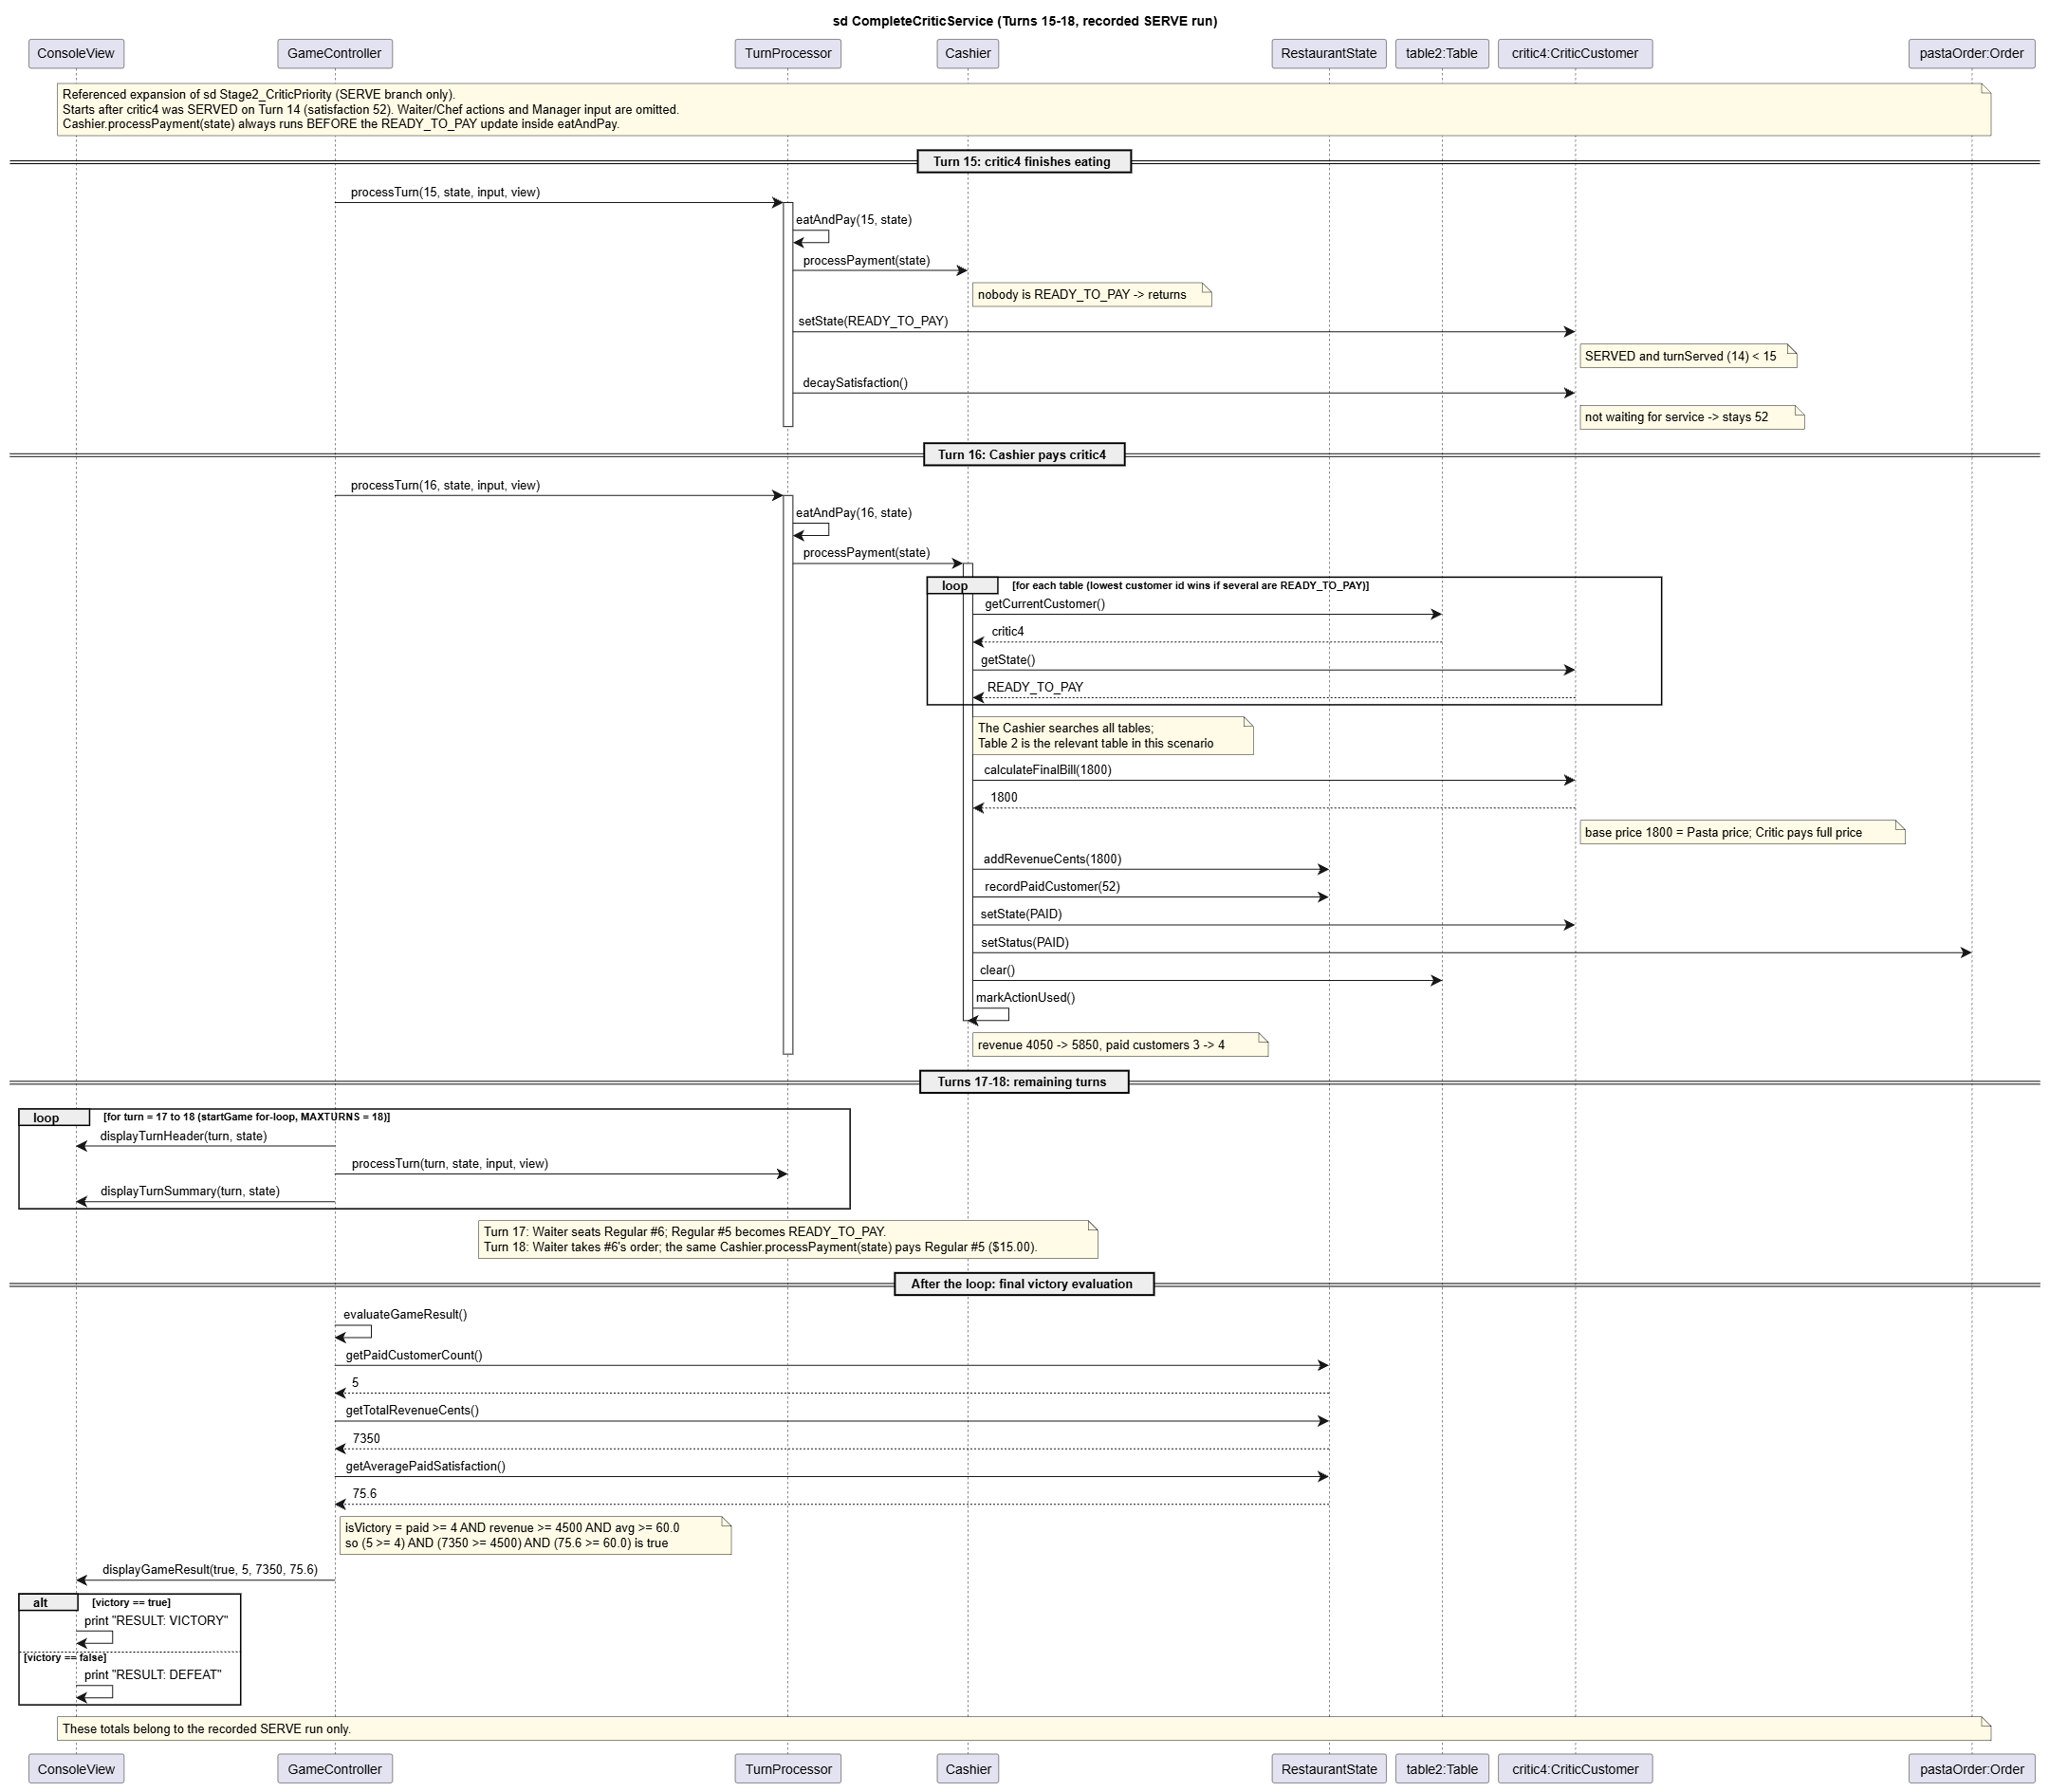 sd CompleteCriticService (Turns 15-18, recorded SERVE run)
ConsoleView
GameController
TurnProcessor
Cashier
RestaurantState
table2:Table
critic4:CriticCustomer
pastaOrder:Order
Referenced expansion of sd Stage2_CriticPriority (SERVE branch only).
Starts after critic4 was SERVED on Turn 14 (satisfaction 52). Waiter/Chef actions and Manager input are omitted.
Cashier.processPayment(state) always runs BEFORE the READY_TO_PAY update inside eatAndPay.
Turn 15: critic4 finishes eating
processTurn(15, state, input, view)
eatAndPay(15, state)
processPayment(state)
nobody is READY_TO_PAY -> returns
setState(READY_TO_PAY)
SERVED and turnServed (14) < 15
decaySatisfaction()
not waiting for service -> stays 52
Turn 16: Cashier pays critic4
processTurn(16, state, input, view)
eatAndPay(16, state)
processPayment(state)
loop
[for each table (lowest customer id wins if several are READY_TO_PAY)]
getCurrentCustomer()
critic4
getState()
READY_TO_PAY
The Cashier searches all tables;
Table 2 is the relevant table in this scenario
calculateFinalBill(1800)
1800
base price 1800 = Pasta price; Critic pays full price
addRevenueCents(1800)
recordPaidCustomer(52)
setState(PAID)
setStatus(PAID)
clear()
markActionUsed()
revenue 4050 -> 5850, paid customers 3 -> 4
Turns 17-18: remaining turns
loop
[for turn = 17 to 18 (startGame for-loop, MAXTURNS = 18)]
displayTurnHeader(turn, state)
processTurn(turn, state, input, view)
displayTurnSummary(turn, state)
Turn 17: Waiter seats Regular #6; Regular #5 becomes READY_TO_PAY.
Turn 18: Waiter takes #6's order; the same Cashier.processPayment(state) pays Regular #5 ($15.00).
After the loop: final victory evaluation
evaluateGameResult()
getPaidCustomerCount()
5
getTotalRevenueCents()
7350
getAveragePaidSatisfaction()
75.6
isVictory = paid >= 4 AND revenue >= 4500 AND avg >= 60.0
so (5 >= 4) AND (7350 >= 4500) AND (75.6 >= 60.0) is true
displayGameResult(true, 5, 7350, 75.6)
alt
[victory == true]
print "RESULT: VICTORY"
[victory == false]
print "RESULT: DEFEAT"
These totals belong to the recorded SERVE run only.
ConsoleView
GameController
TurnProcessor
Cashier
RestaurantState
table2:Table
critic4:CriticCustomer
pastaOrder:Order